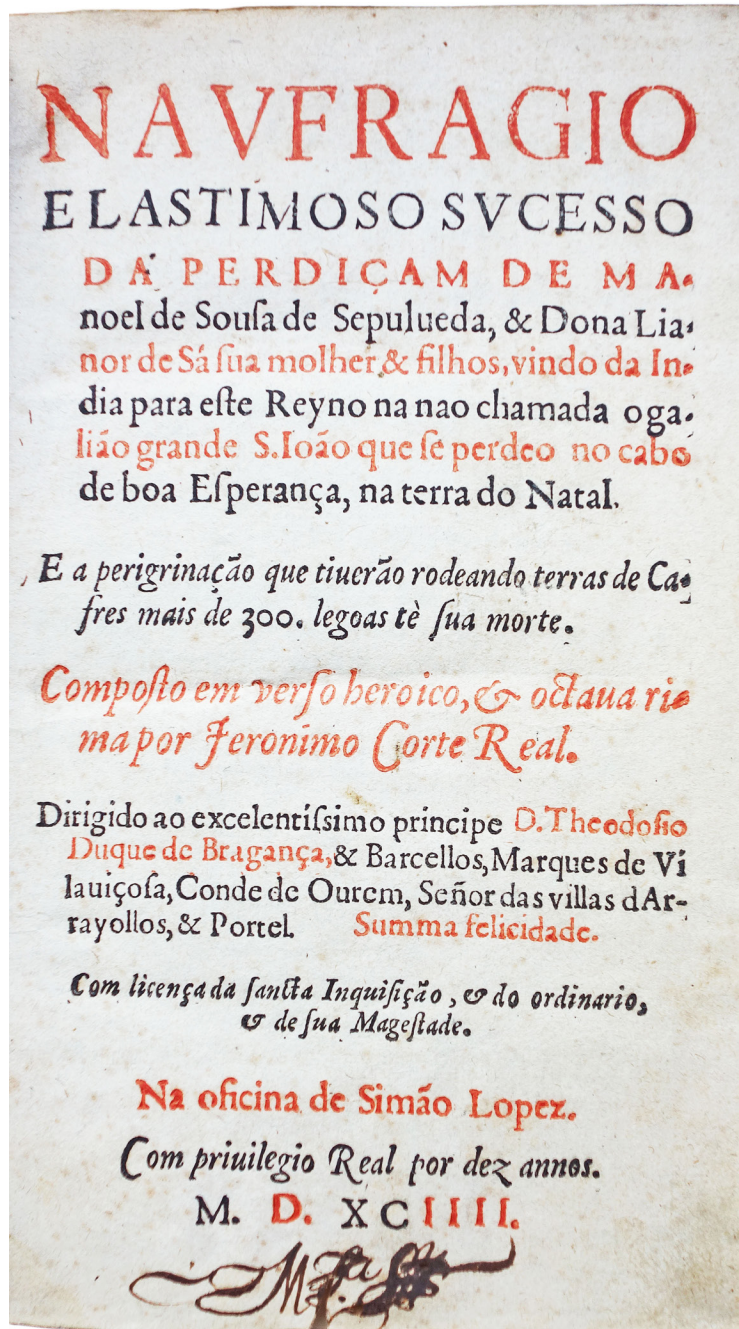 NAVFRAGIO
E LASTIMOSO SVCESSO
DA PERDIÇAM DE MA-
noel de Souſa de Sepulueda, & Dona Lia-
nor de Sá ſua molher, & filhos, vindo da In-
dia para eſte Reyno na nao chamada o ga-
lião grande S. Ioão que ſe perdeo no cabo
de boa Eſperança, na terra do Natal.
E a perigrinação que tiuerão rodeando terras de Ca-
fres mais de 300. legoas tè ſua morte.
Compoſto em verſo heroico, & octaua ri-
ma por Jeronimo Corte Real.
Dirigido ao excelentíſsimo principe D. Theodoſio
Duque de Bragança, & Barcellos, Marques de Vi
lauiçoſa, Conde de Ourem, Señor das villas dAr-
rayollos, & Portel. Summa felicidade.
Com licença da ſancta Inquiſição, & do ordinario,
& de ſua Mageſtade.
Na oficina de Simão Lopez.
Com priuilegio Real por dez annos.
M. D. XCIIII.